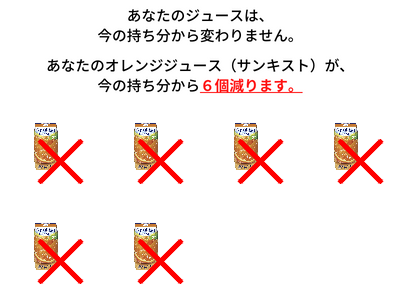 あなたのジュースは、
今の持ち分から変わりません。
あなたのオレンジジュース（サンキスト）が、
今の持ち分から６個減ります。